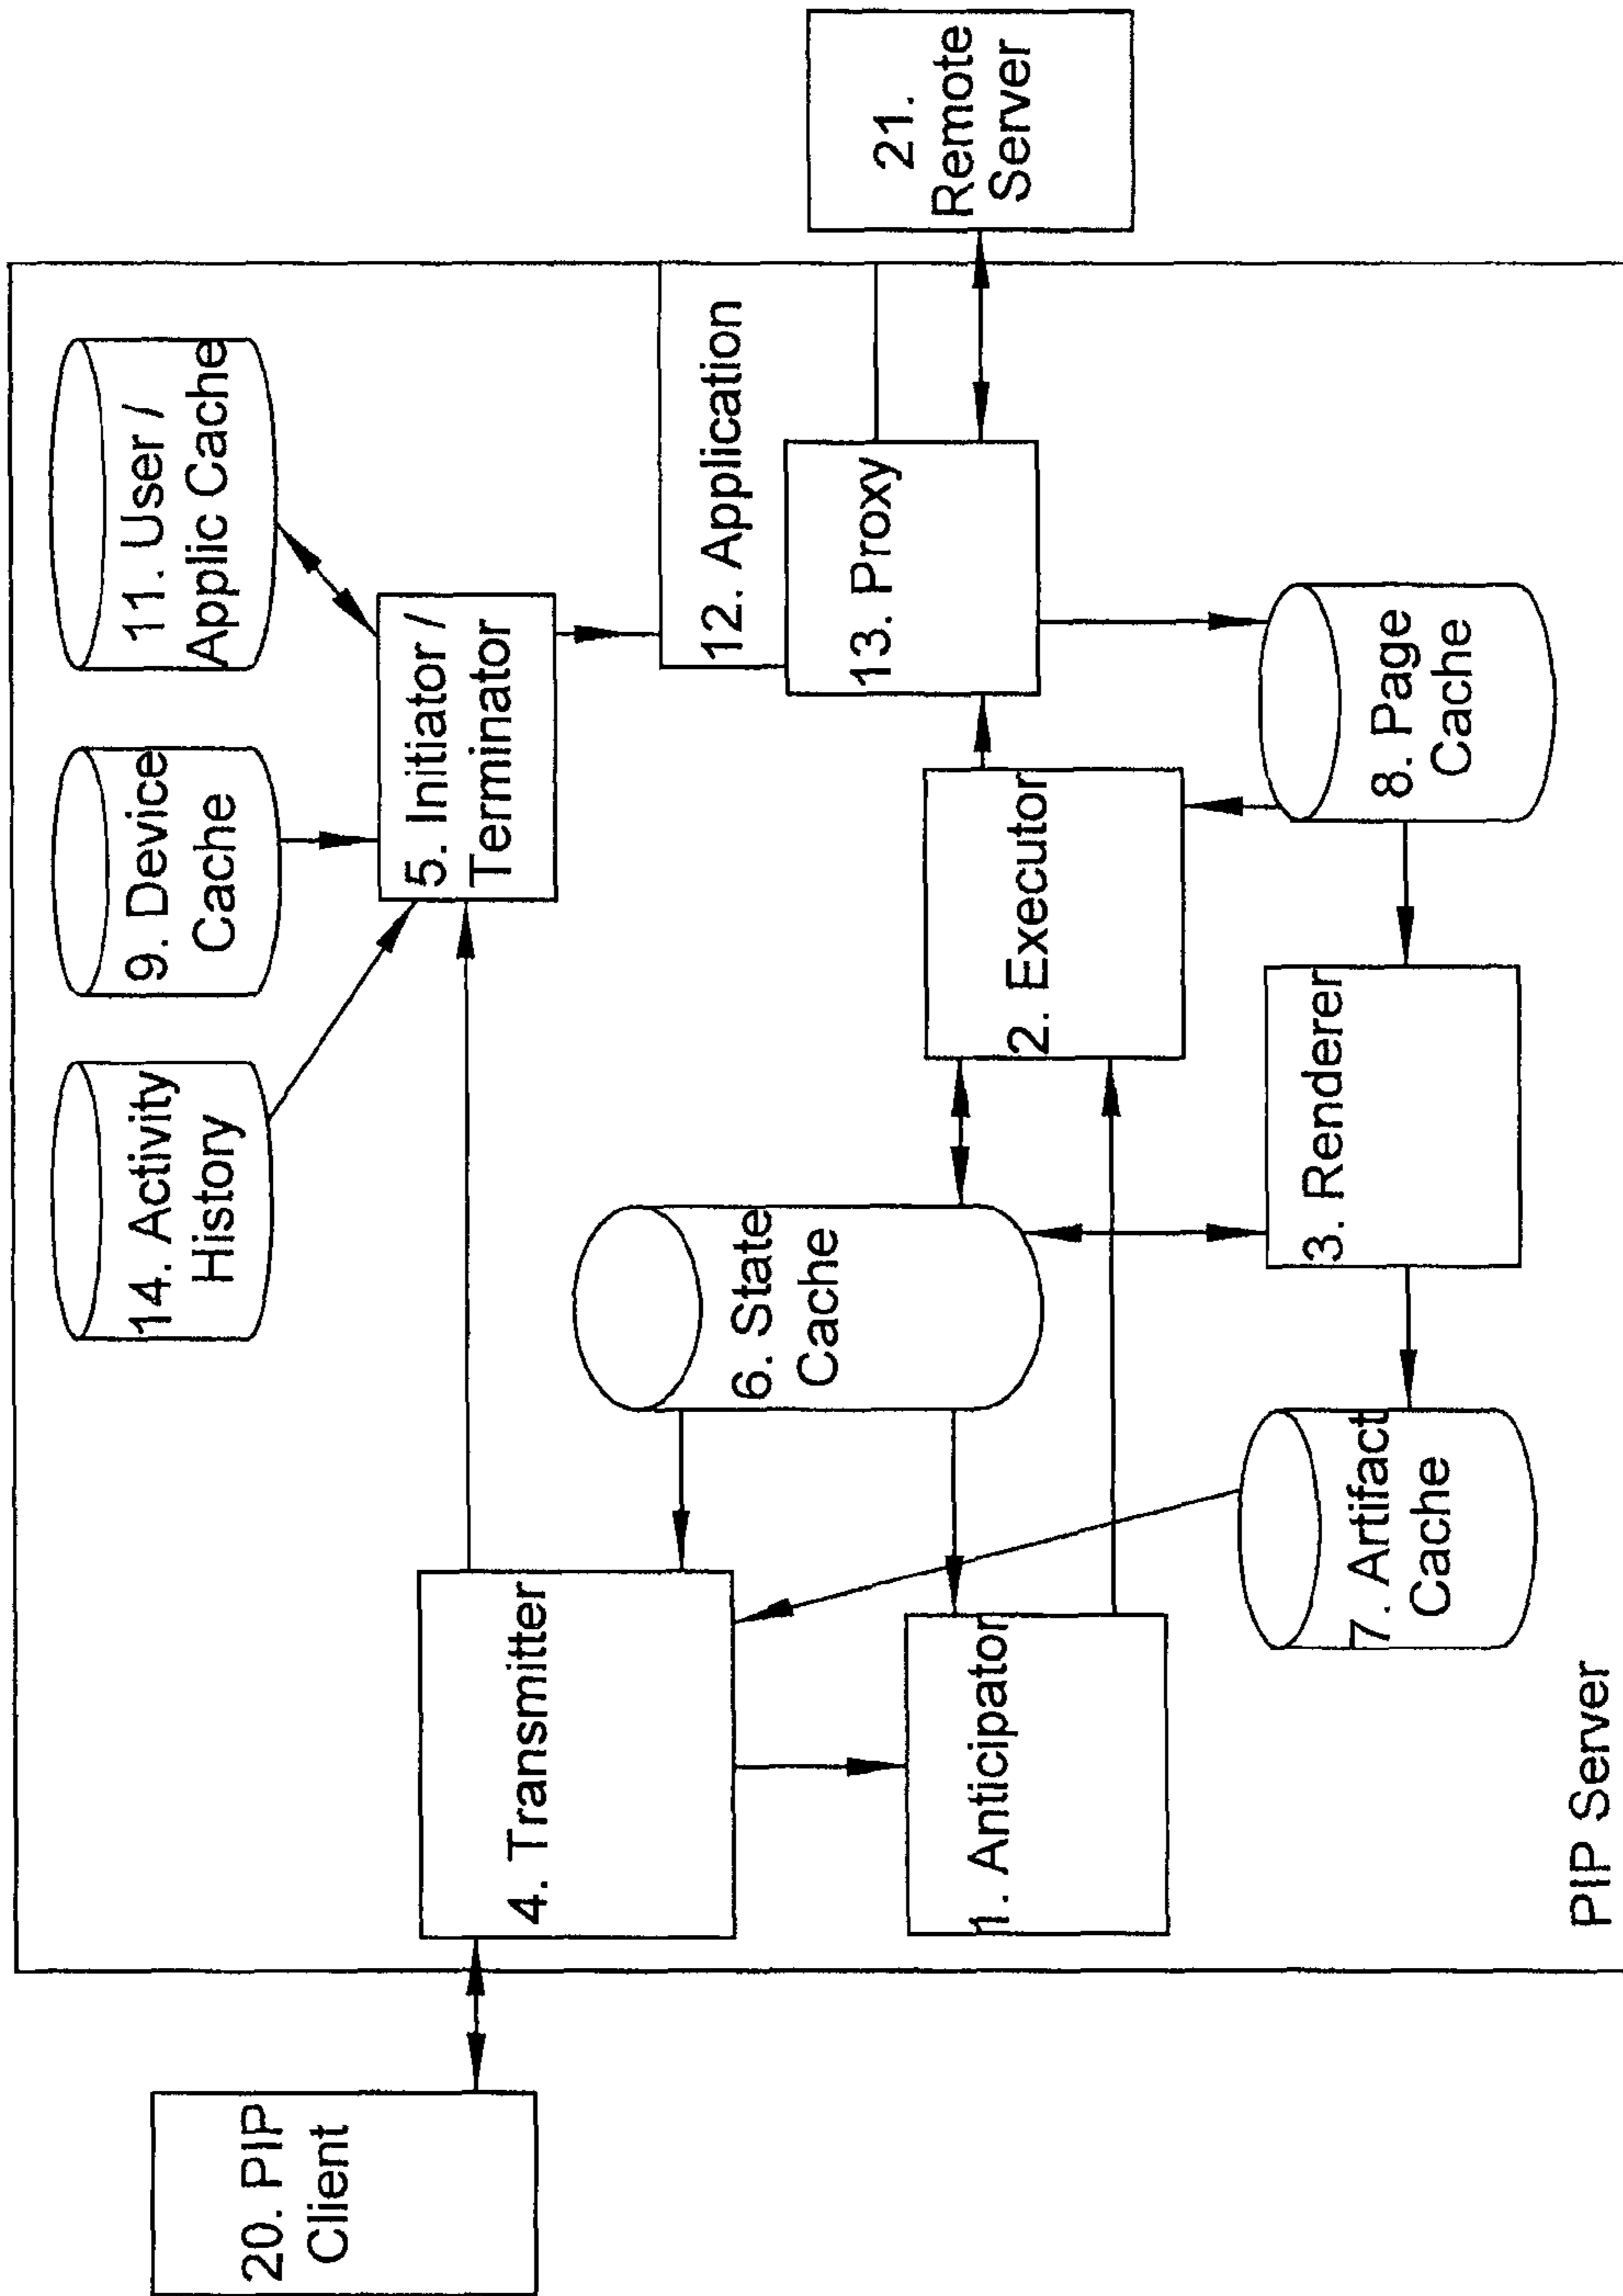 14. Activity
History
9. Device
Cache
11. User /
Applic Cache
20. PIP
Client
4. Transmitter
5. Initiator /
Terminator
6. State
Cache
12. Application
13. Proxy
21.
Remote
Server
1. Anticipator
2. Executor
7. Artifact
Cache
3. Renderer
8. Page
Cache
PIP Server